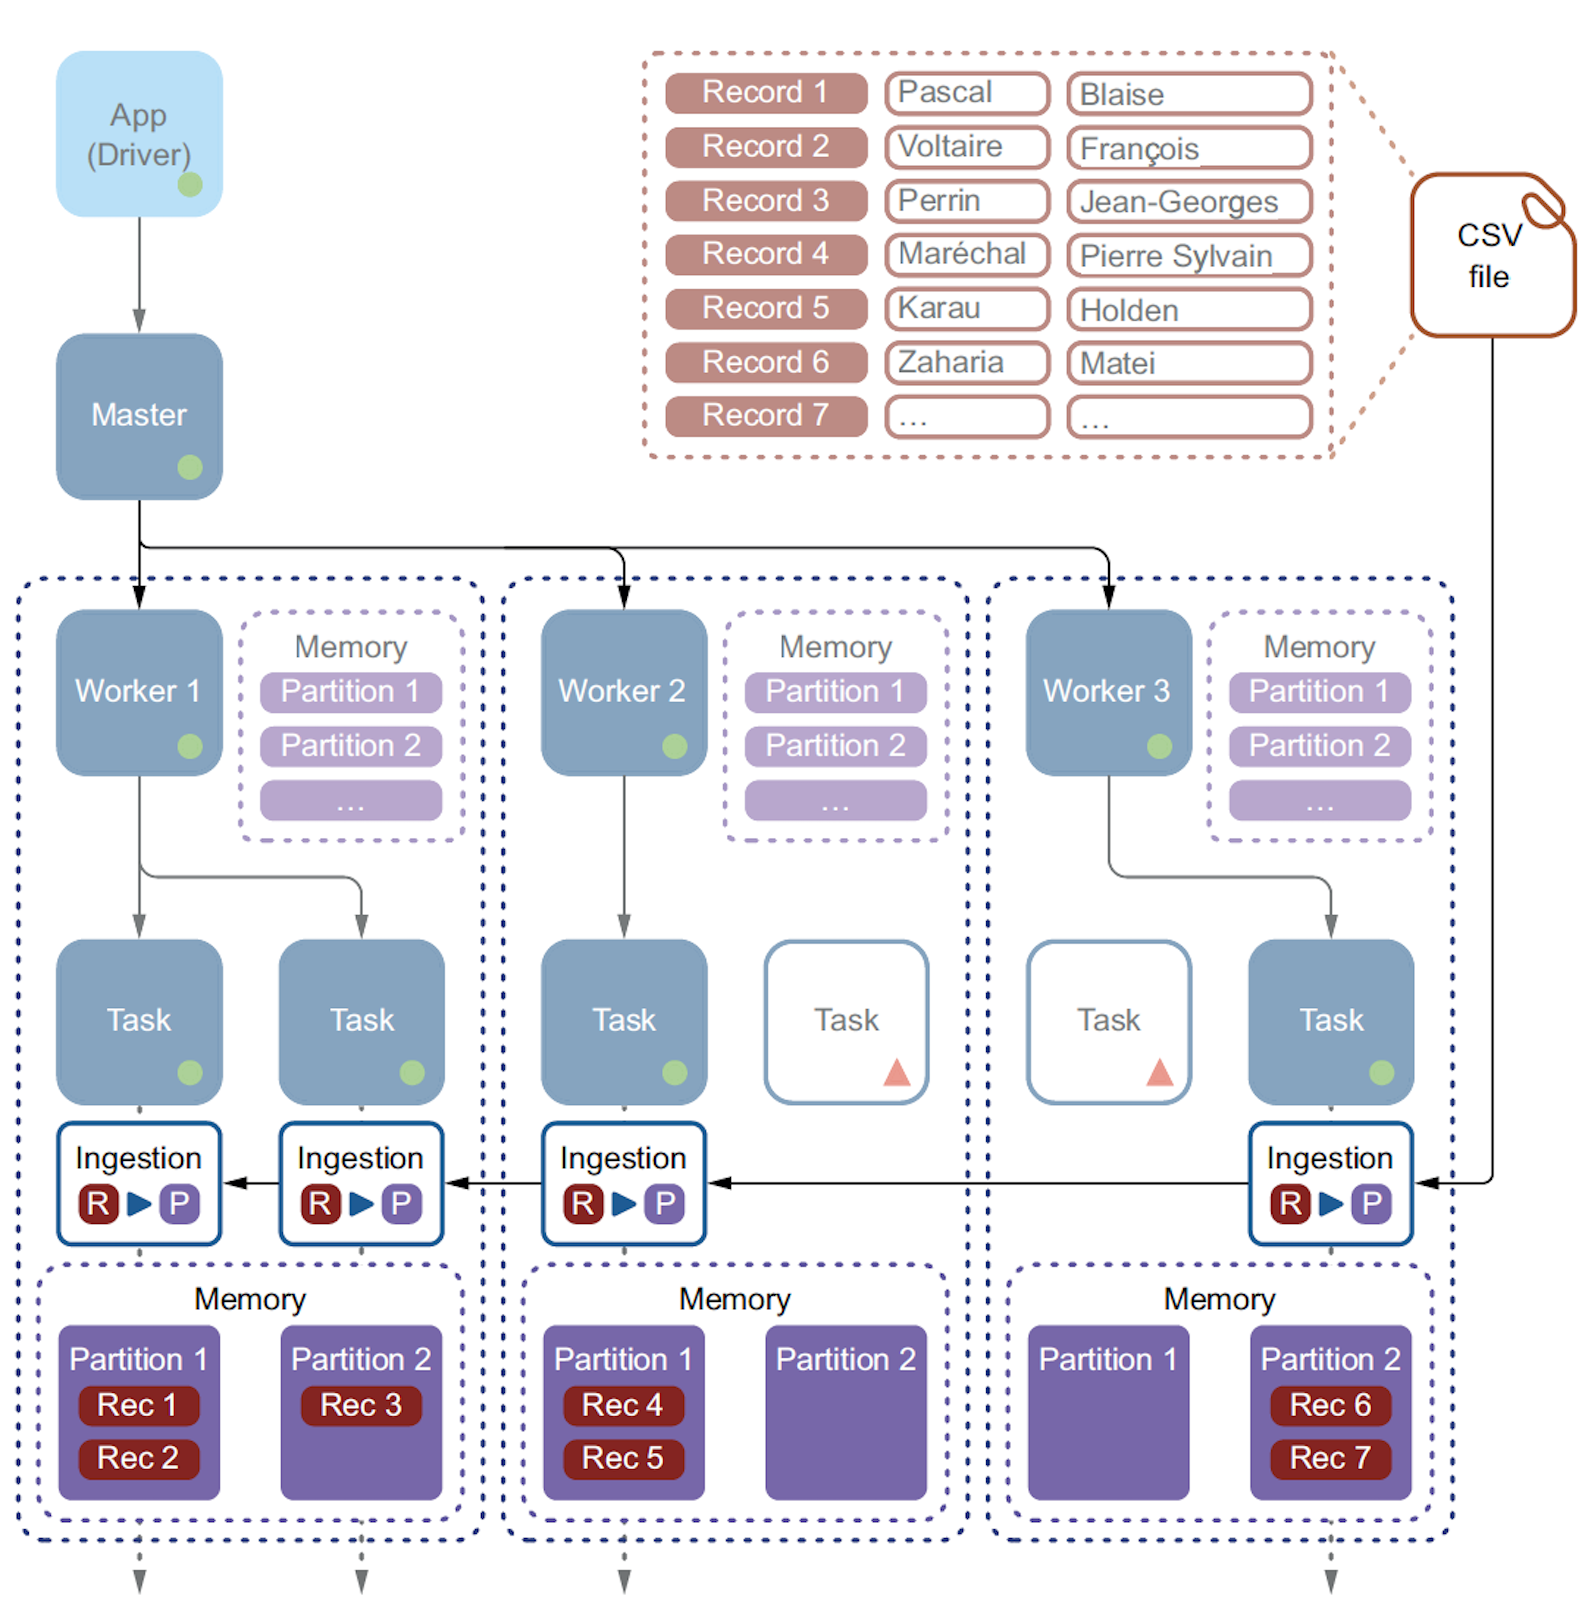 App
(Driver)
Record 1 Pascal Blaise
Record 2 Voltaire François
Record 3 Perrin Jean-Georges
Record 4 Maréchal Pierre Sylvain
Record 5 Karau Holden
Record 6 Zaharia Matei
Record 7 ... ...
CSV
file
Master
Worker 1
Memory
Partition 1
Partition 2
...
Worker 2
Memory
Partition 1
Partition 2
...
Worker 3
Memory
Partition 1
Partition 2
...
Task Task Task Task Task Task
Ingestion Ingestion Ingestion Ingestion
R P R P R P R P
Memory
Partition 1
Rec 1
Rec 2
Partition 2
Rec 3
Memory
Partition 1
Rec 4
Rec 5
Partition 2
Memory
Partition 1
Partition 2
Rec 6
Rec 7